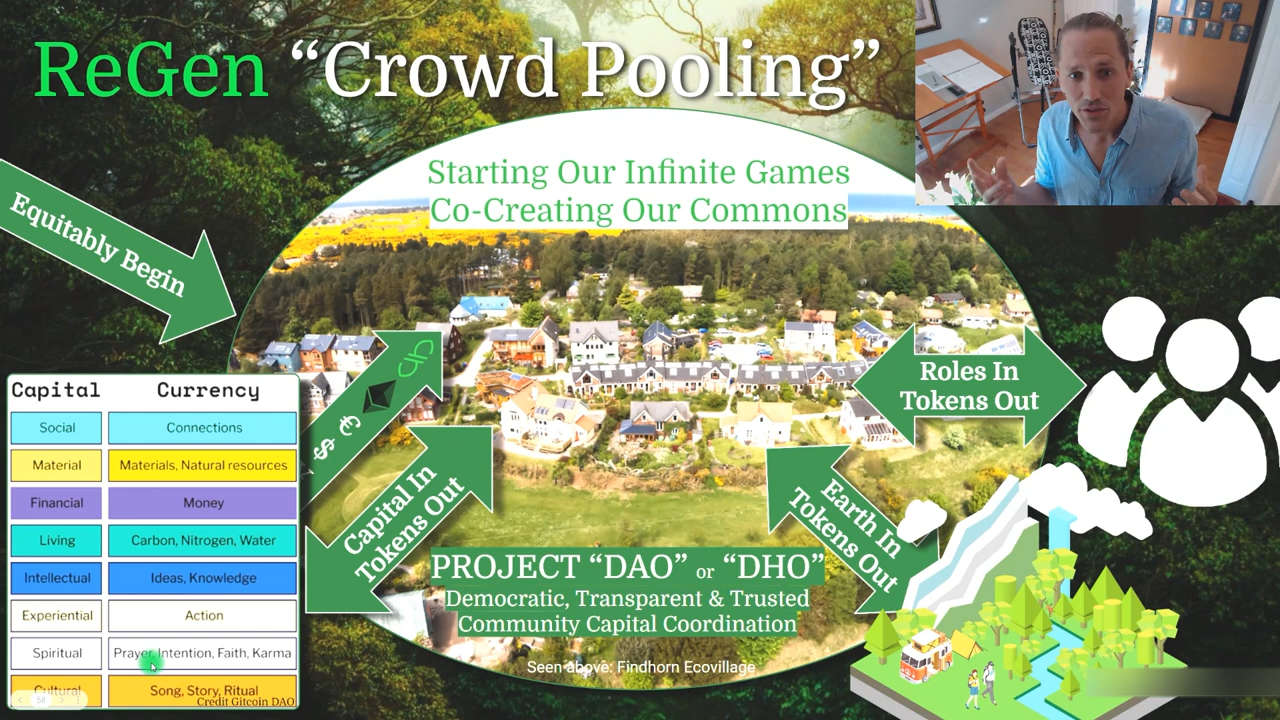 ReGen “Crowd Pooling”
Starting Our Infinite Games
Co-Creating Our Commons
Equitably Begin
$ €
Capital In
Tokens Out
Roles In
Tokens Out
Earth In
Tokens Out
Capital Currency
Social Connections
Material Materials, Natural resources
Financial Money
Living Carbon, Nitrogen, Water
Intellectual Ideas, Knowledge
Experiential Action
Spiritual Prayer, Intention, Faith, Karma
Cultural Song, Story, Ritual
Credit Gitcoin DAO
58
PROJECT “DAO” or “DHO”
Democratic, Transparent & Trusted
Community Capital Coordination
Seen above: Findhorn Ecovillage